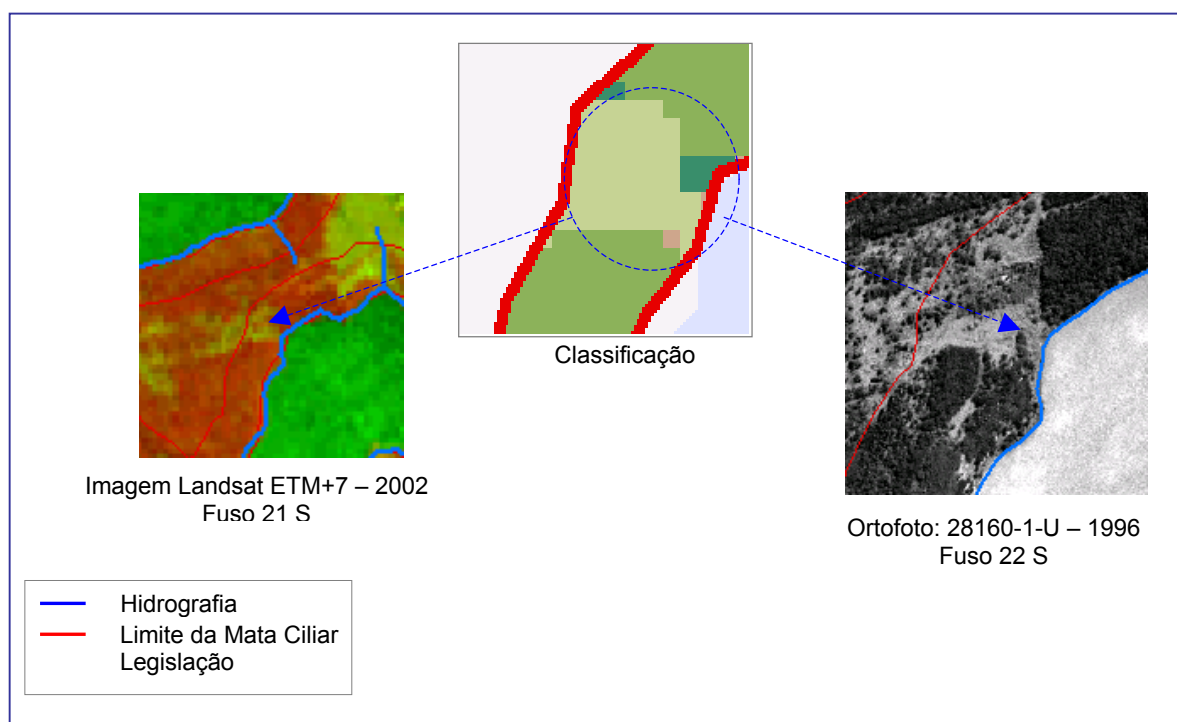 Classificação
Imagem Landsat ETM+7 – 2002
Fuso 21 S
Ortofoto: 28160-1-U – 1996
Fuso 22 S
Hidrografia
Limite da Mata Ciliar
Legislação